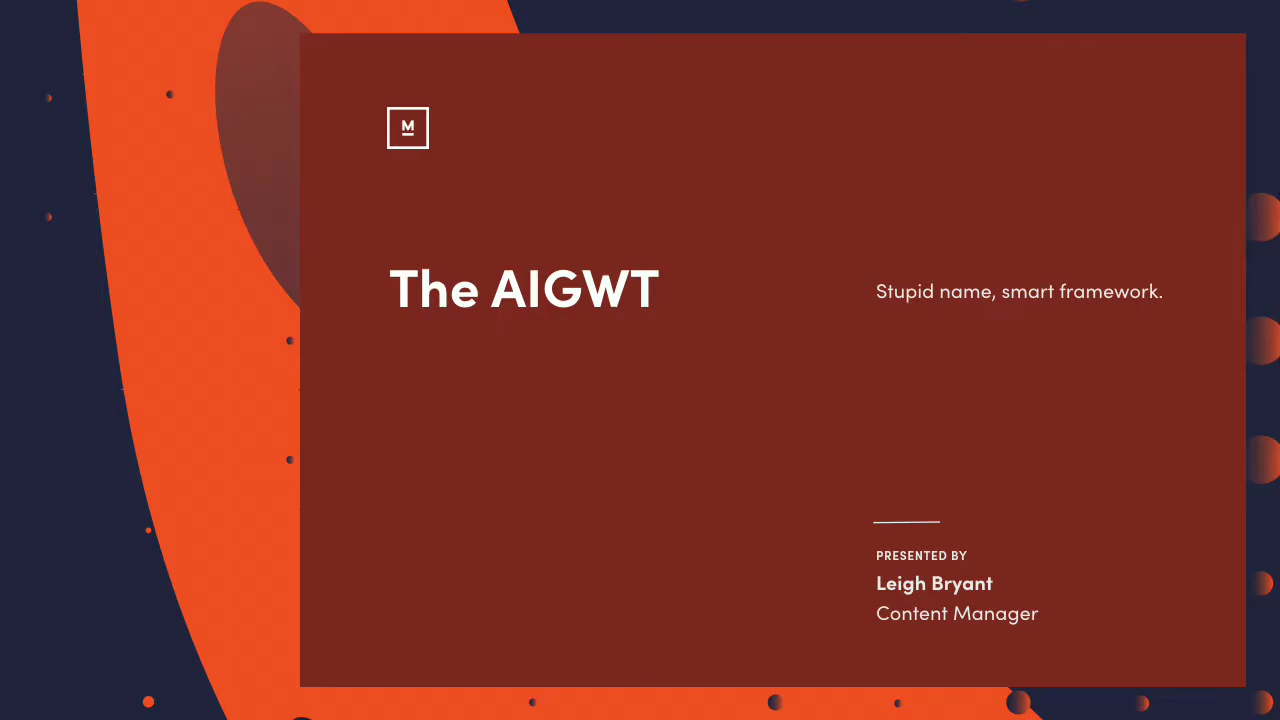 M
The AIGWT
Stupid name, smart framework.
PRESENTED BY
Leigh Bryant
Content Manager